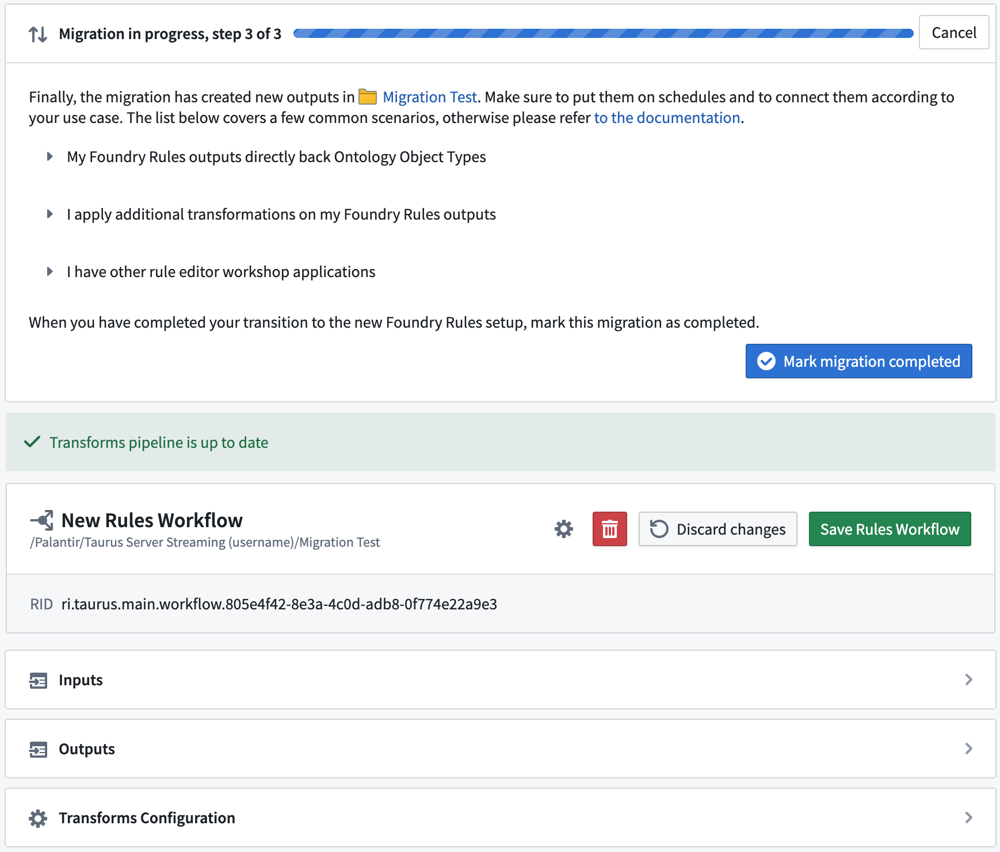 Migration in progress, step 3 of 3
Cancel
Finally, the migration has created new outputs in Migration Test. Make sure to put them on schedules and to connect them according to
your use case. The list below covers a few common scenarios, otherwise please refer to the documentation.
My Foundry Rules outputs directly back Ontology Object Types
I apply additional transformations on my Foundry Rules outputs
I have other rule editor workshop applications
When you have completed your transition to the new Foundry Rules setup, mark this migration as completed.
Mark migration completed
Transforms pipeline is up to date
New Rules Workflow
/Palantir/Taurus Server Streaming (username)/Migration Test
Discard changes
Save Rules Workflow
RID ri.taurus.main.workflow.805e4f42-8e3a-4c0d-adb8-0f774e22a9e3
Inputs
Outputs
Transforms Configuration